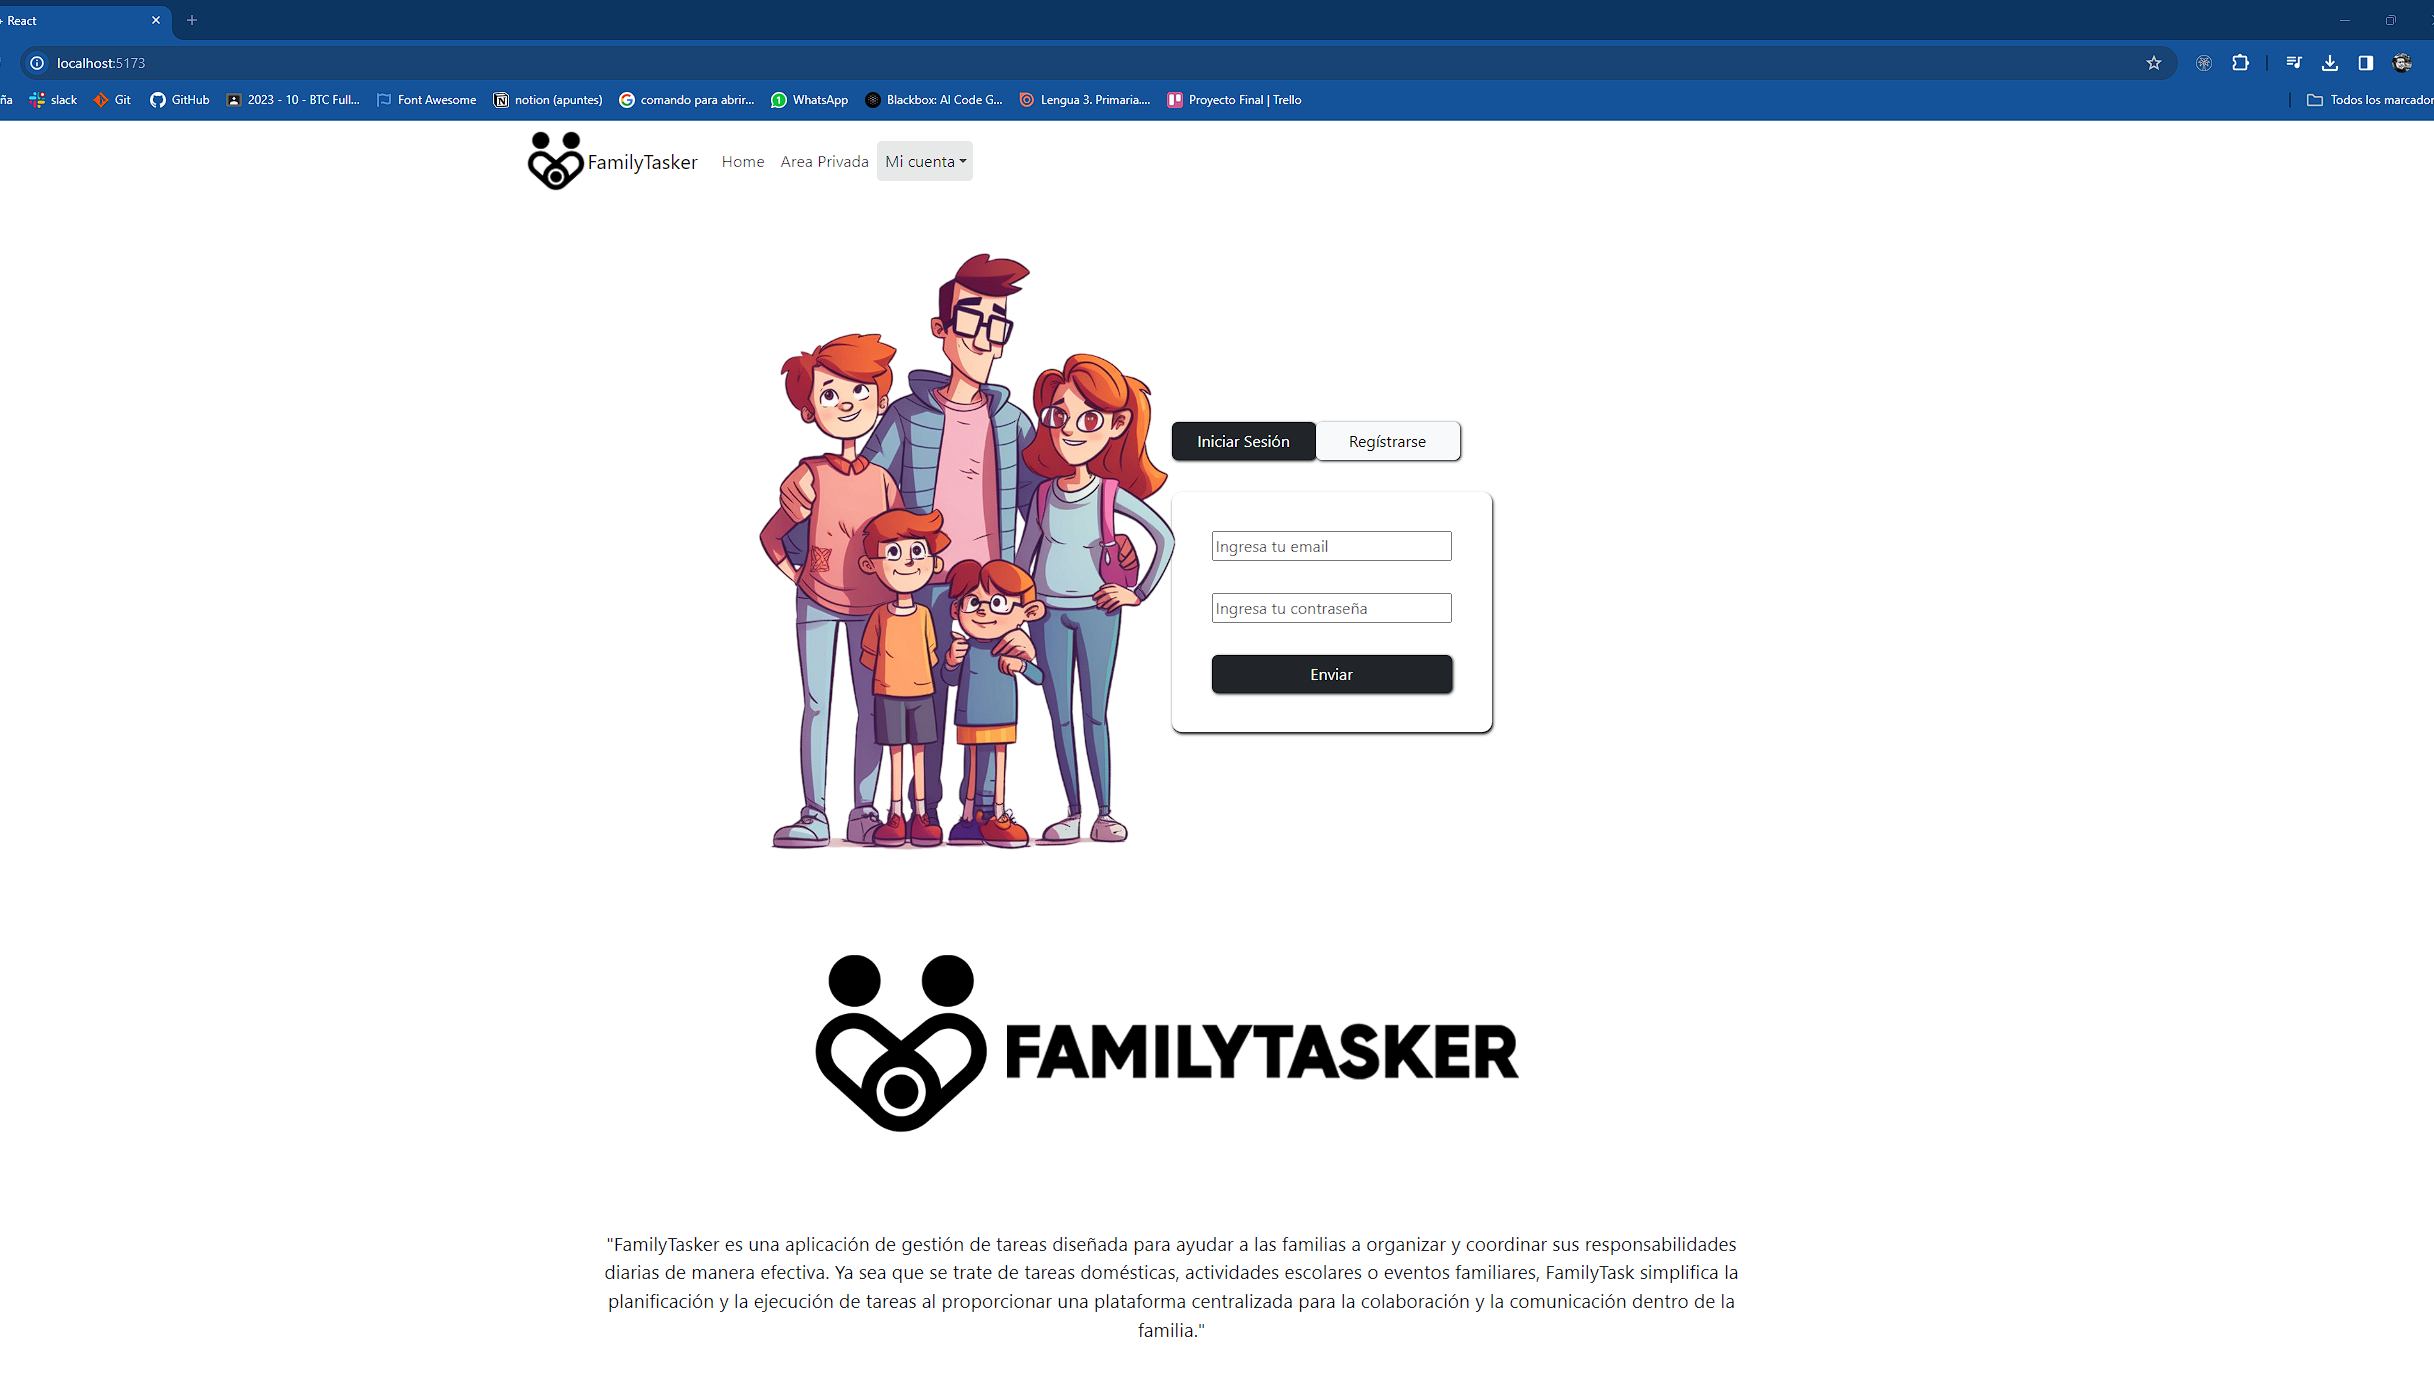 React
localhost:5173
ña slack Git GitHub 2023 - 10 - BTC Full... Font Awesome notion (apuntes) comando para abrir... WhatsApp Blackbox: AI Code G... Lengua 3. Primaria.... Proyecto Final | Trello Todos los marcador
FamilyTasker Home Area Privada Mi cuenta
Iniciar Sesión Regístrarse
Ingresa tu email
Ingresa tu contraseña
Enviar
FAMILYTASKER
"FamilyTasker es una aplicación de gestión de tareas diseñada para ayudar a las familias a organizar y coordinar sus responsabilidades
diarias de manera efectiva. Ya sea que se trate de tareas domésticas, actividades escolares o eventos familiares, FamilyTask simplifica la
planificación y la ejecución de tareas al proporcionar una plataforma centralizada para la colaboración y la comunicación dentro de la
familia."